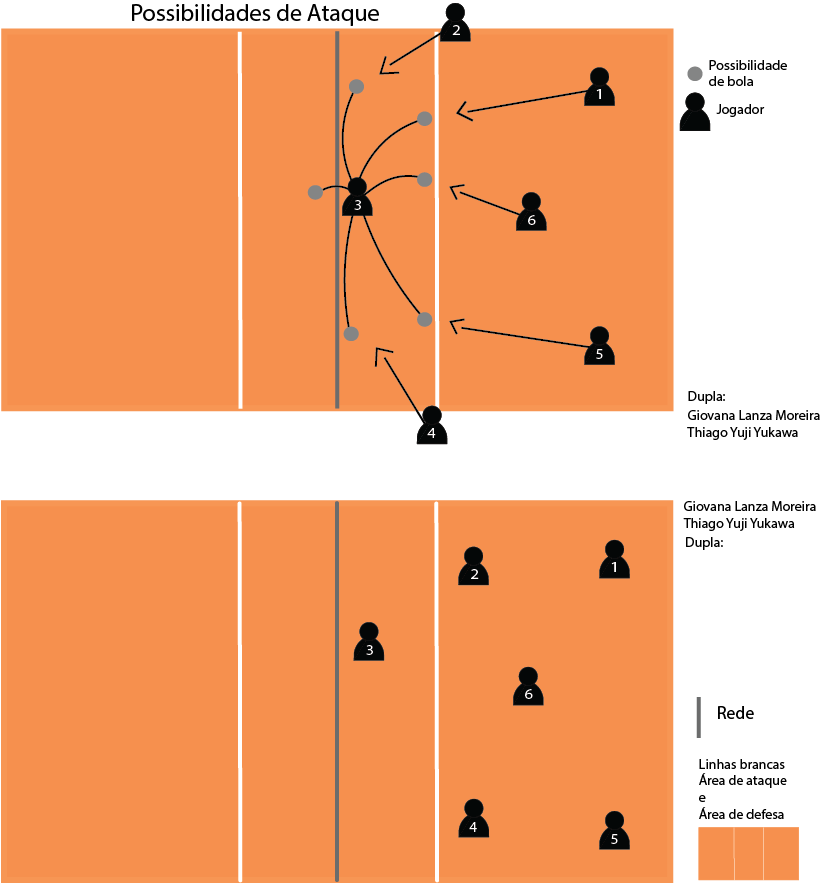 Possibilidades de Ataque
2
1
3
6
5
4
Possibilidade
de bola
Jogador
Dupla:
Giovana Lanza Moreira
Thiago Yuji Yukawa
Giovana Lanza Moreira
Thiago Yuji Yukawa
Dupla:
2
1
3
6
4
5
Rede
Linhas brancas
Área de ataque
e
Área de defesa